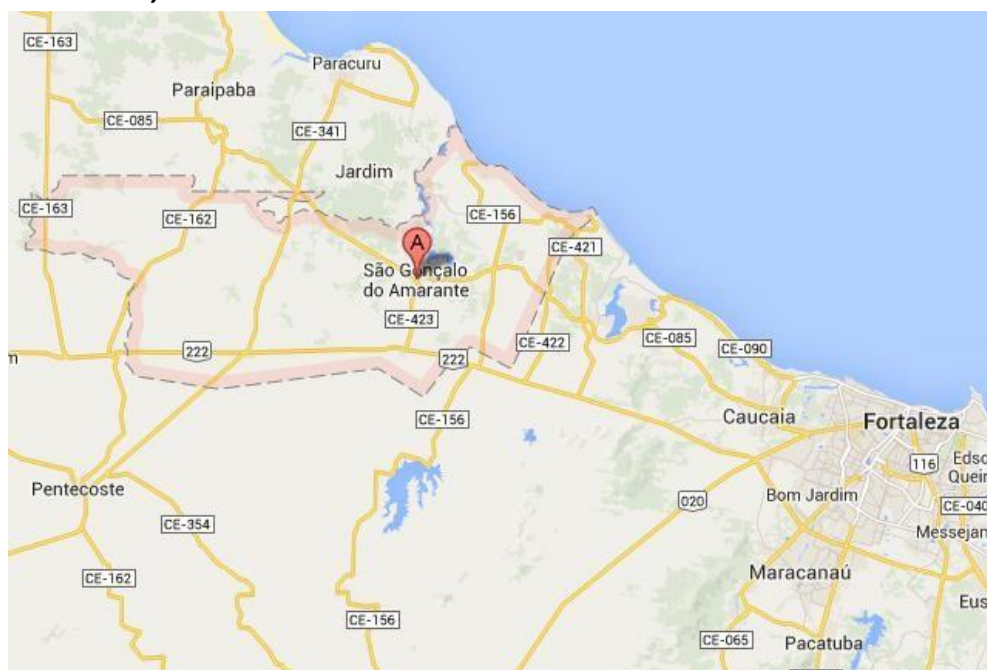 CE-163
Paracuru
Paraipaba
CE-085
CE-341
Jardim
CE-163
CE-162
CE-156
A
CE-421
São Gonçalo
do Amarante
CE-423
222
222
CE-422
CE-085
CE-090
m
CE-156
Caucaia
Fortaleza
116
Edso
Queir
Pentecoste
020
Bom Jardim
CE-040
CE-354
Messejan
CE-162
Maracanaú
Eus
CE-156
CE-065
Pacatuba